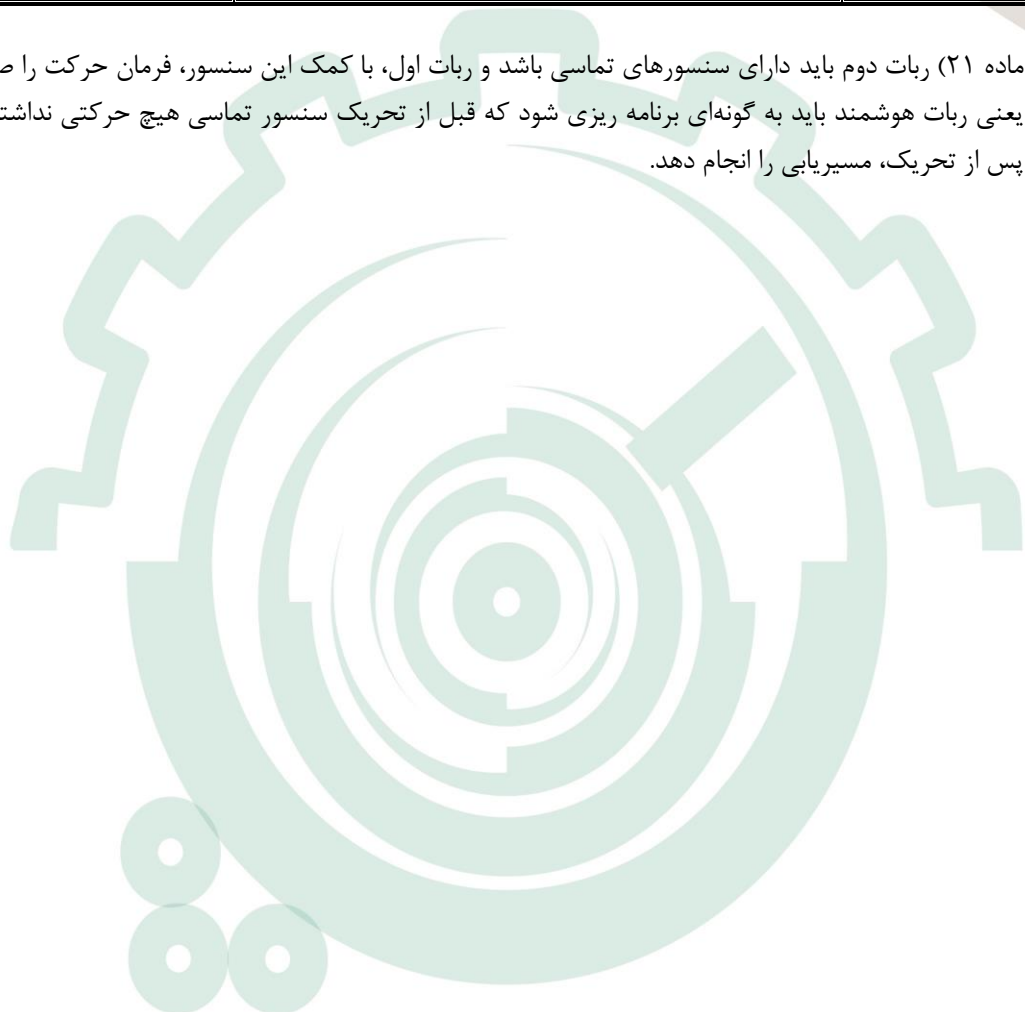 ماده ۲۱) ربات دوم باید دارای سنسورهای تماسی باشد و ربات اول، با کمک این سنسور، فرمان حرکت را
یعنی ربات هوشمند باید به گونه‌ای برنامه ریزی شود که قبل از تحریک سنسور تماسی هیچ حرکتی
پس از تحریک، مسیریابی را انجام دهد.